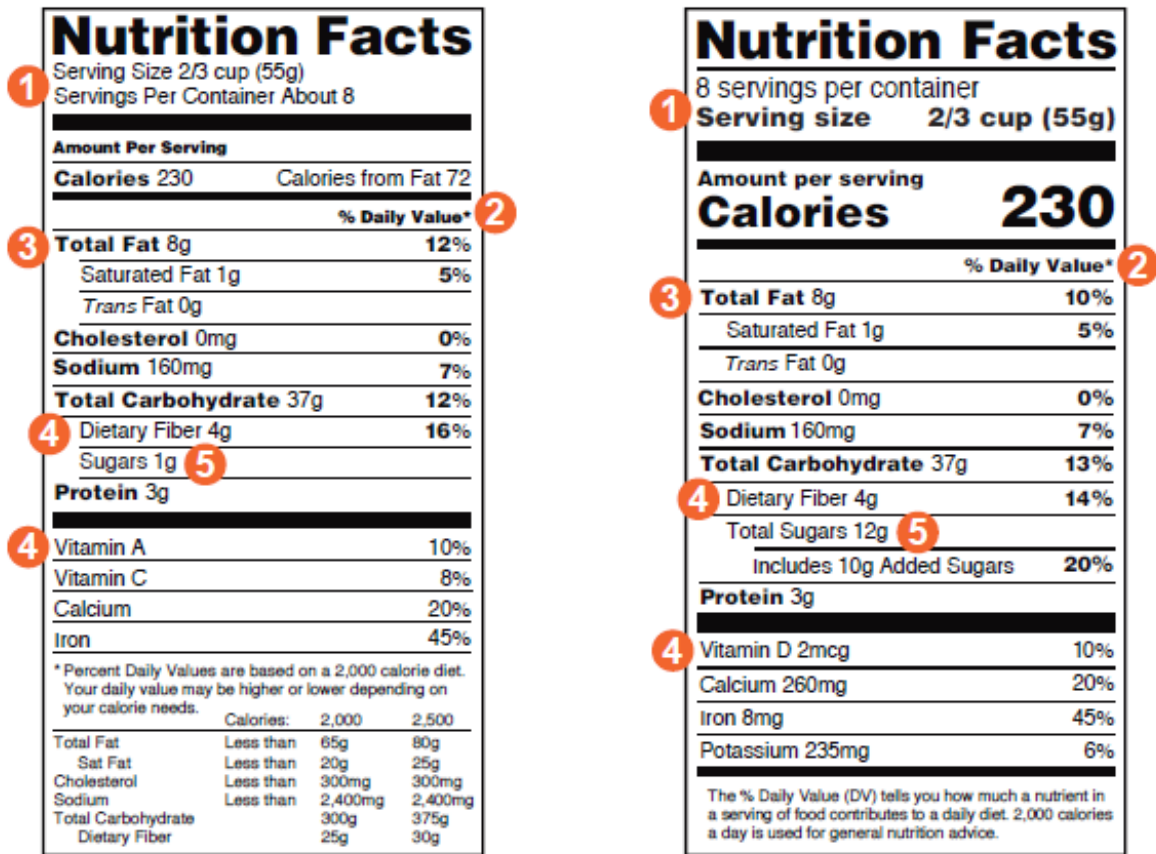 Nutrition Facts
1
Serving Size 2/3 cup (55g)
Servings Per Container About 8
Amount Per Serving
Calories 230 Calories from Fat 72
% Daily Value* 2
3 Total Fat 8g 12%
Saturated Fat 1g 5%
Trans Fat 0g
Cholesterol 0mg 0%
Sodium 160mg 7%
Total Carbohydrate 37g 12%
4 Dietary Fiber 4g 16%
Sugars 1g 5
Protein 3g
4 Vitamin A 10%
Vitamin C 8%
Calcium 20%
Iron 45%
* Percent Daily Values are based on a 2,000 calorie diet.
Your daily value may be higher or lower depending on
your calorie needs.
Calories: 2,000 2,500
Total Fat Less than 65g 80g
Sat Fat Less than 20g 25g
Cholesterol Less than 300mg 300mg
Sodium Less than 2,400mg 2,400mg
Total Carbohydrate 300g 375g
Dietary Fiber 25g 30g
Nutrition Facts
8 servings per container
1 Serving size 2/3 cup (55g)
Amount per serving
Calories 230
% Daily Value* 2
3 Total Fat 8g 10%
Saturated Fat 1g 5%
Trans Fat 0g
Cholesterol 0mg 0%
Sodium 160mg 7%
Total Carbohydrate 37g 13%
4 Dietary Fiber 4g 14%
Total Sugars 12g 5
Includes 10g Added Sugars 20%
Protein 3g
4 Vitamin D 2mcg 10%
Calcium 260mg 20%
Iron 8mg 45%
Potassium 235mg 6%
The % Daily Value (DV) tells you how much a nutrient in
a serving of food contributes to a daily diet. 2,000 calories
a day is used for general nutrition advice.